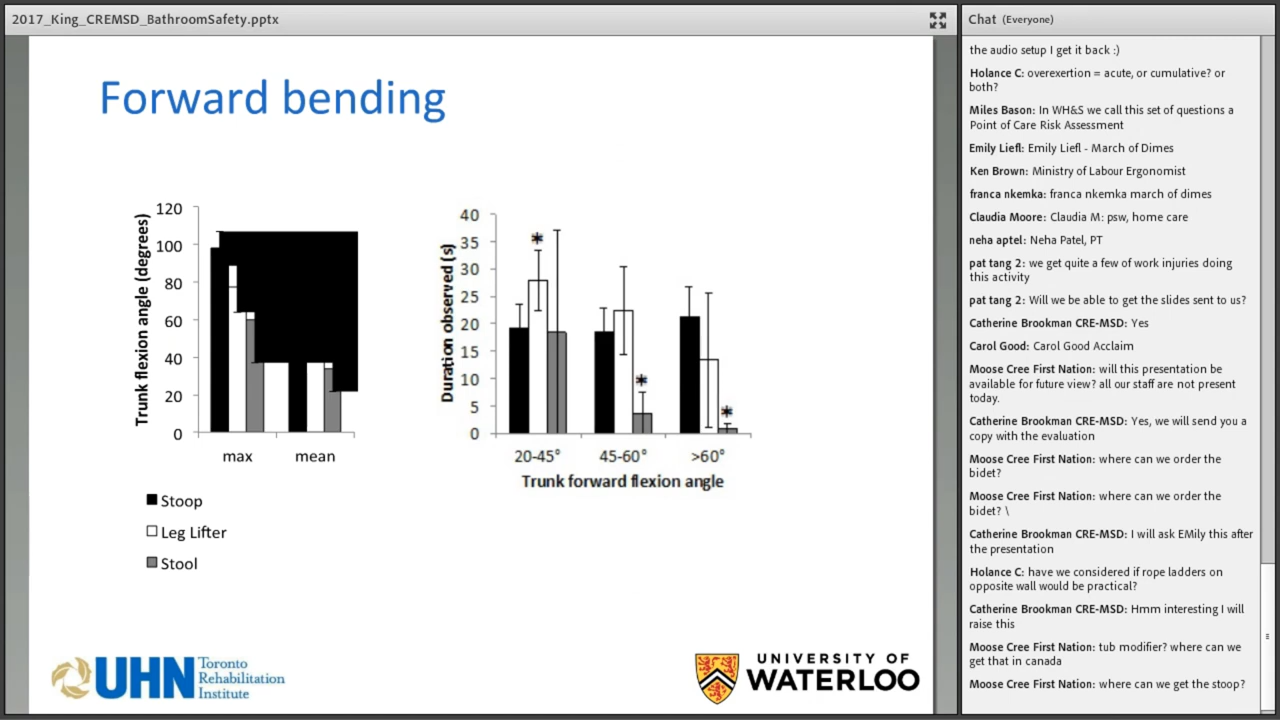 2017_King_CREMSD_BathroomSafety.pptx
Forward bending
Trunk flexion angle (degrees)
120
100
80
60
40
20
0
max mean
Stoop
Leg Lifter
Stool
Duration observed (s)
40
35
30
25
20
15
10
5
0
*
*
*
20-45° 45-60° >60°
Trunk forward flexion angle
UHN
Toronto
Rehabilitation
Institute
UNIVERSITY OF
WATERLOO
Chat (Everyone)
the audio setup I get it back :)
Holance C: overexertion = acute, or cumulative? or
both?
Miles Bason: In WH&S we call this set of questions a
Point of Care Risk Assessment
Emily Liefl: Emily Liefl - March of Dimes
Ken Brown: Ministry of Labour Ergonomist
franca nkemka: franca nkemka march of dimes
Claudia Moore: Claudia M: psw, home care
neha aptel: Neha Patel, PT
pat tang 2: we get quite a few of work injuries doing
this activity
pat tang 2: Will we be able to get the slides sent to us?
Catherine Brookman CRE-MSD: Yes
Carol Good: Carol Good Acclaim
Moose Cree First Nation: will this presentation be
available for future view? all our staff are not present
today.
Catherine Brookman CRE-MSD: Yes, we will send you a
copy with the evaluation
Moose Cree First Nation: where can we order the
bidet?
Moose Cree First Nation: where can we order the
bidet? \
Catherine Brookman CRE-MSD: I will ask EMily this after
the presentation
Holance C: have we considered if rope ladders on
opposite wall would be practical?
Catherine Brookman CRE-MSD: Hmm interesting I will
raise this
Moose Cree First Nation: tub modifier? where can we
get that in canada
Moose Cree First Nation: where can we get the stoop?